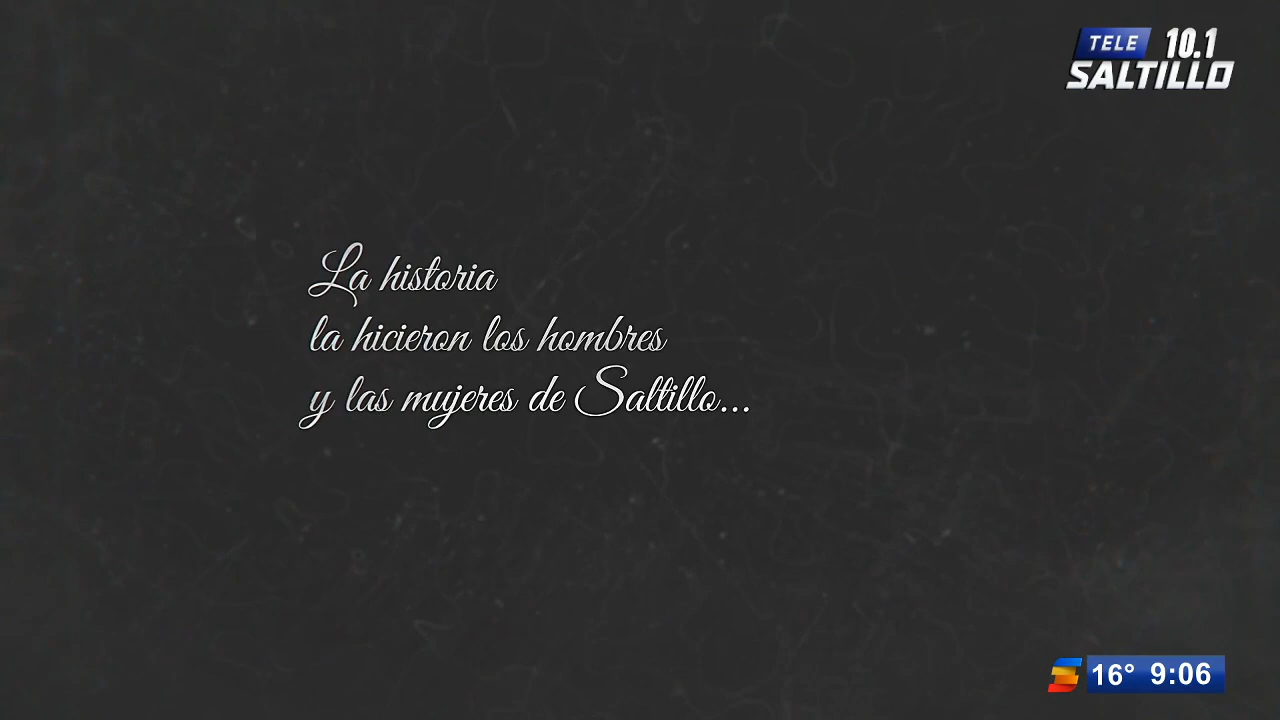 TELE 10.1
SALTILLO
La historia
la hicieron los hombres
y las mujeres de Saltillo...
16° 9:06